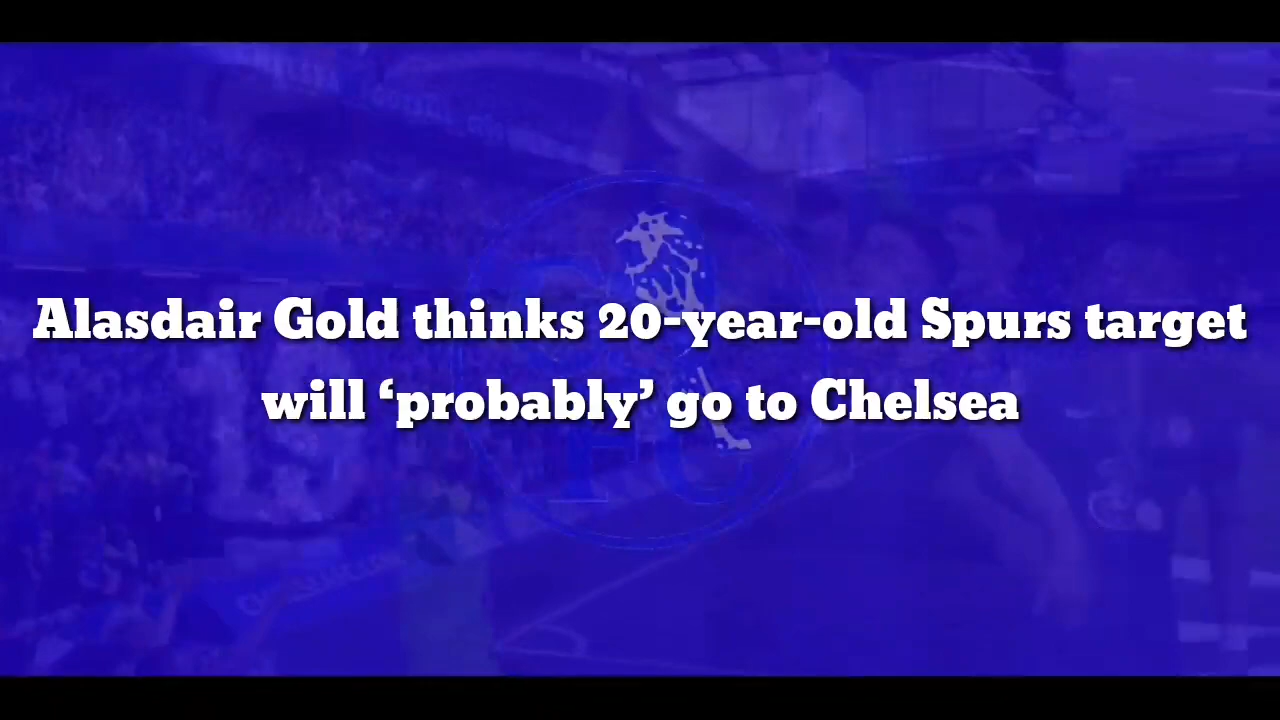 Alasdair Gold thinks 20-year-old Spurs target
will ‘probably’ go to Chelsea